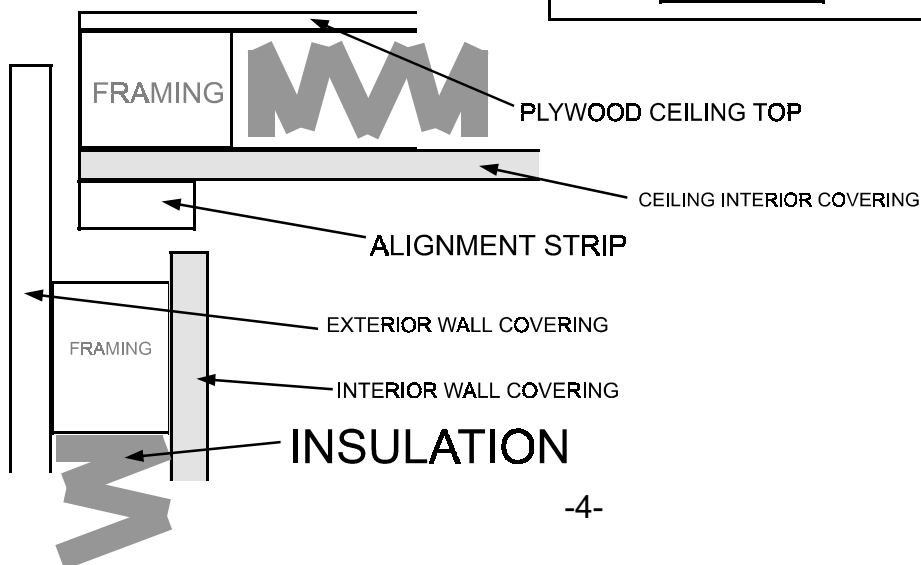 FRAMING
PLYWOOD CEILING TOP
CEILING INTERIOR COVERING
ALIGNMENT STRIP
EXTERIOR WALL COVERING
FRAMING
INTERIOR WALL COVERING
INSULATION
-4-